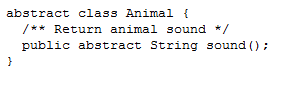 abstract class Animal {
  /** Return animal sound */
  public abstract String sound();
}